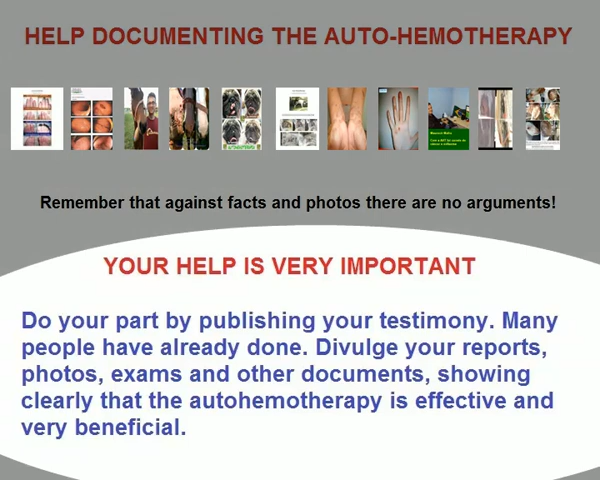 HELP DOCUMENTING THE AUTO-HEMOTHERAPY
Remember that against facts and photos there are no arguments!
YOUR HELP IS VERY IMPORTANT
Do your part by publishing your testimony. Many
people have already done. Divulge your reports,
photos, exams and other documents, showing
clearly that the autohemotherapy is effective and
very beneficial.